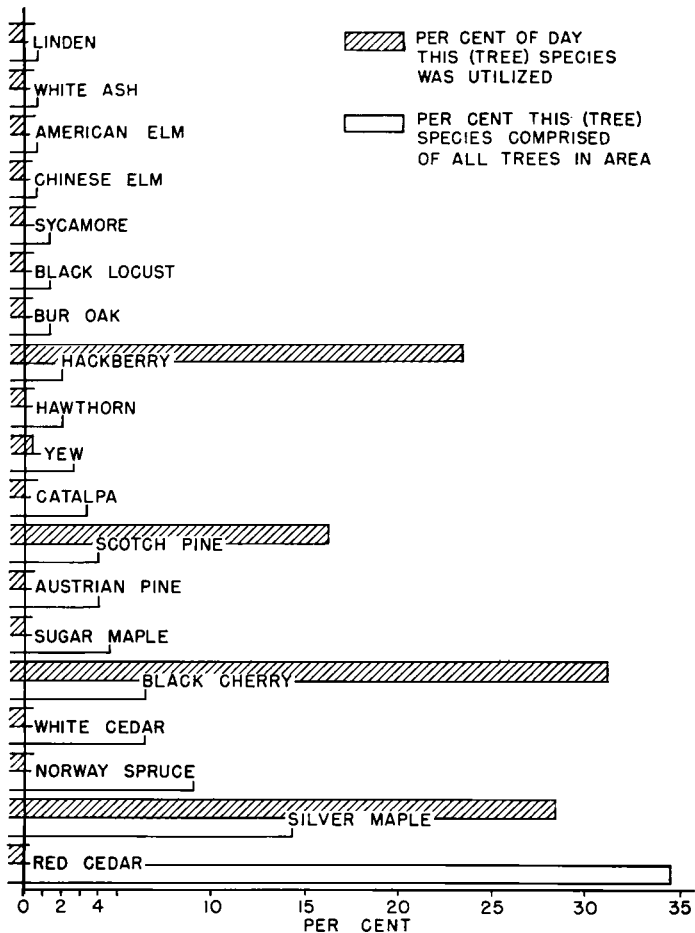 LINDEN
PER CENT OF DAY
THIS (TREE) SPECIES
WAS UTILIZED
WHITE ASH
PER CENT THIS (TREE)
SPECIES COMPRISED
OF ALL TREES IN AREA
AMERICAN ELM
CHINESE ELM
SYCAMORE
BLACK LOCUST
BUR OAK
HACKBERRY
HAWTHORN
YEW
CATALPA
SCOTCH PINE
AUSTRIAN PINE
SUGAR MAPLE
BLACK CHERRY
WHITE CEDAR
NORWAY SPRUCE
SILVER MAPLE
RED CEDAR
0 2 4 10 15 20 25 30 35
PER CENT